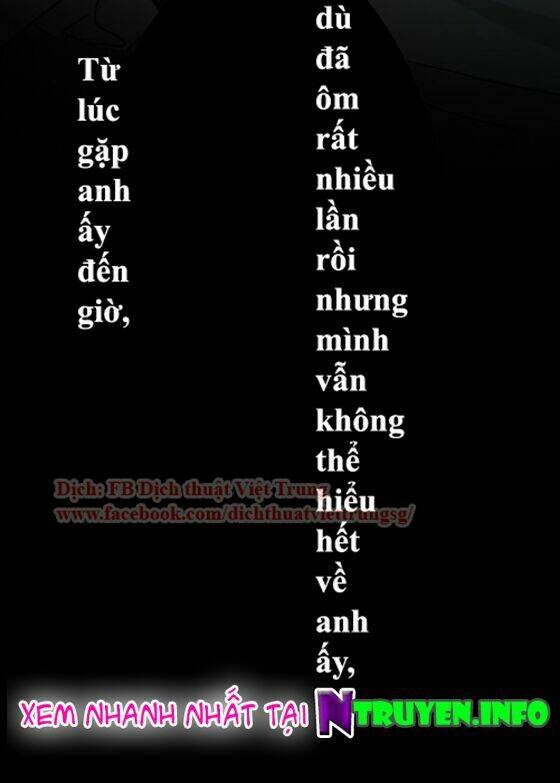 Từ
lúc
gặp
anh
ấy
đến
giờ,
dù
đã
ôm
rất
nhiều
lần
rồi
nhưng
mình
vẫn
không
thể
hiểu
hết
về
anh
ấy,
Dịch: FB Dịch thuật Việt Trung
www.facebook.com/dichthuatviettrungsg/
XEM NHANH NHẤT TẠI NTRUYEN.INFO